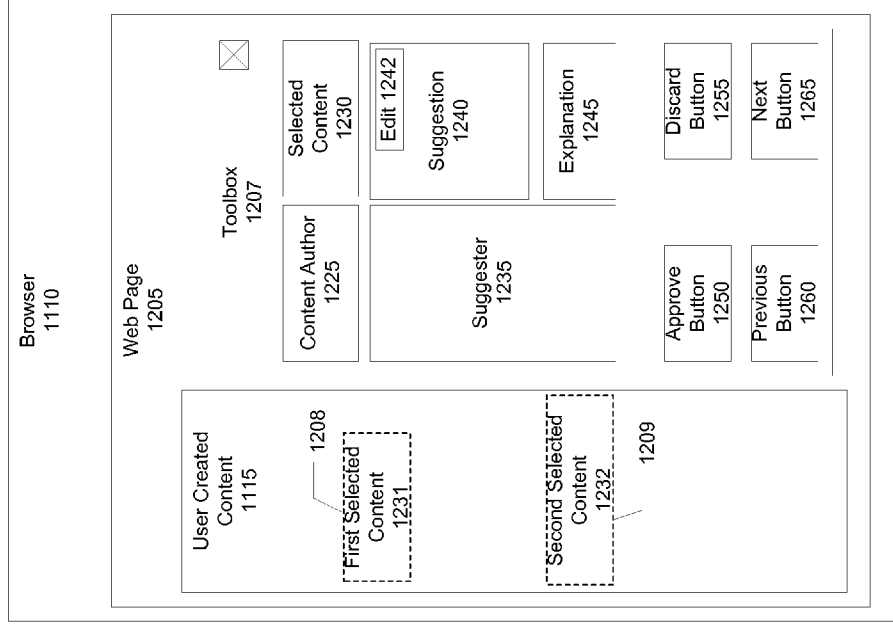 Browser
1110
Web Page
1205
User Created
Content
1115
1208
First Selected
Content
1231
Second Selected
Content
1232
1209
Toolbox
1207
Content Author
1225
Selected
Content
1230
Suggester
1235
Edit 1242
Suggestion
1240
Explanation
1245
Approve
Button
1250
Discard
Button
1255
Previous
Button
1260
Next
Button
1265